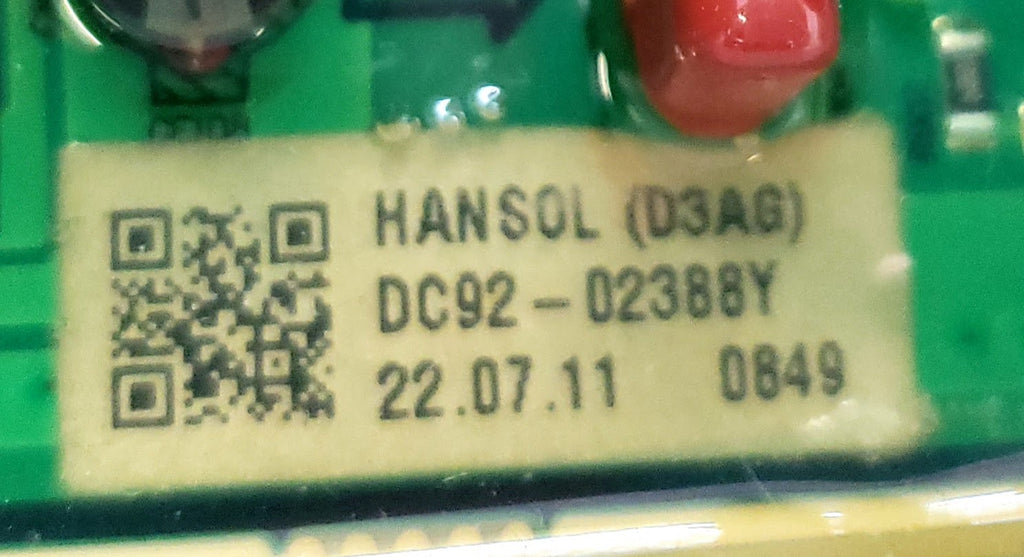 HANSOL (D3AG)
DC92-02388Y
22.07.11 0849